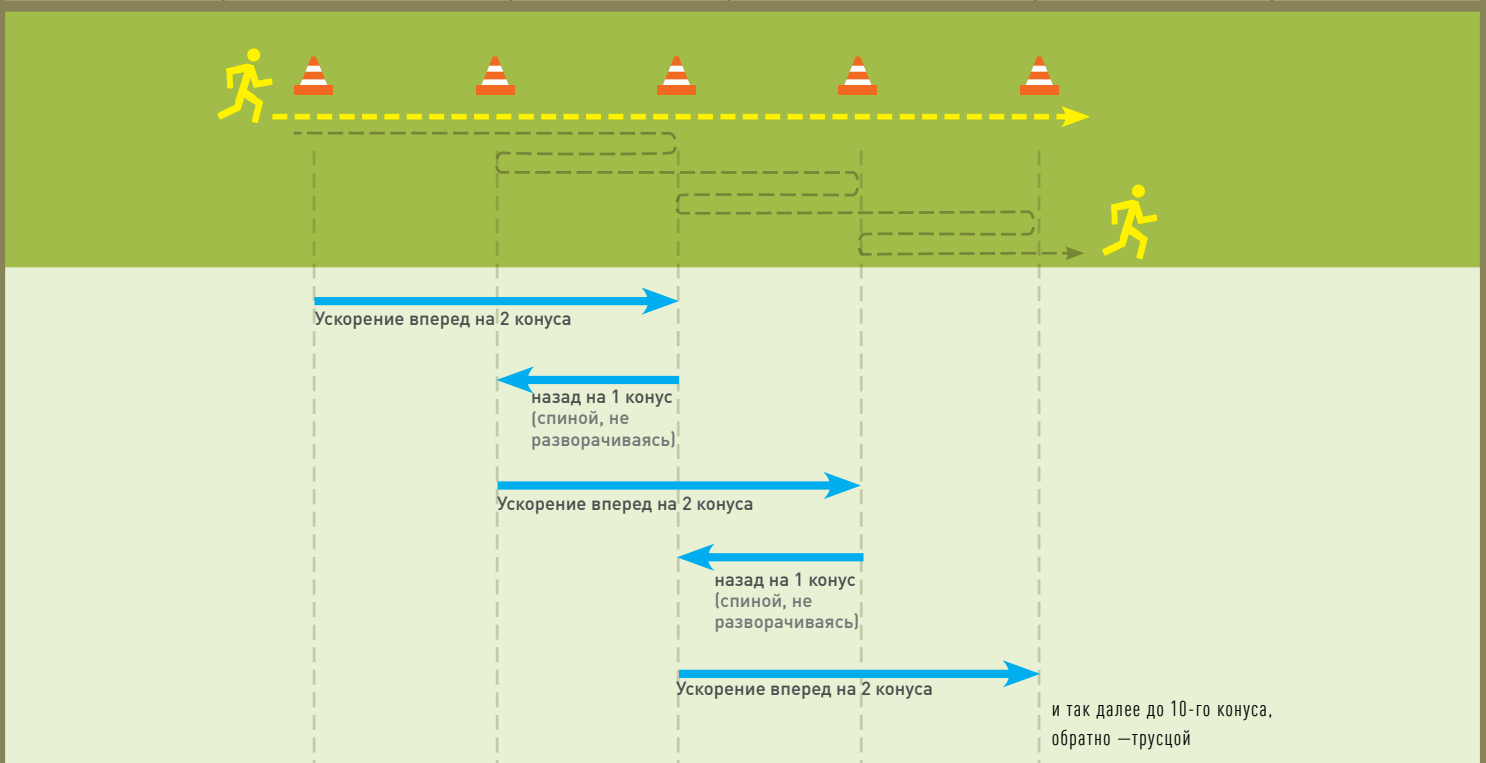 Ускорение вперед на 2 конуса
назад на 1 конус
(спиной, не
разворачиваясь)
Ускорение вперед на 2 конуса
назад на 1 конус
(спиной, не
разворачиваясь)
Ускорение вперед на 2 конуса
и так далее до 10-го конуса,
обратно —трусцой